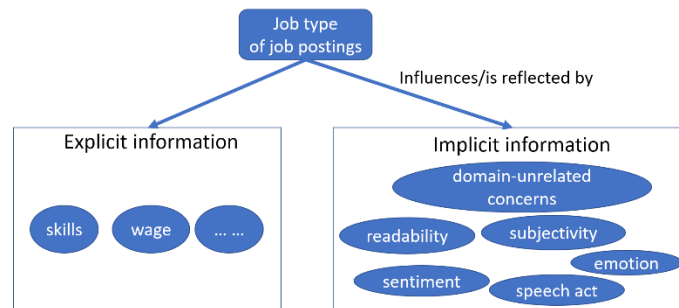 Job type
of job postings
Influences/is reflected by
Explicit information
skills
wage
... ...
Implicit information
domain-unrelated
concerns
readability
subjectivity
emotion
sentiment
speech act